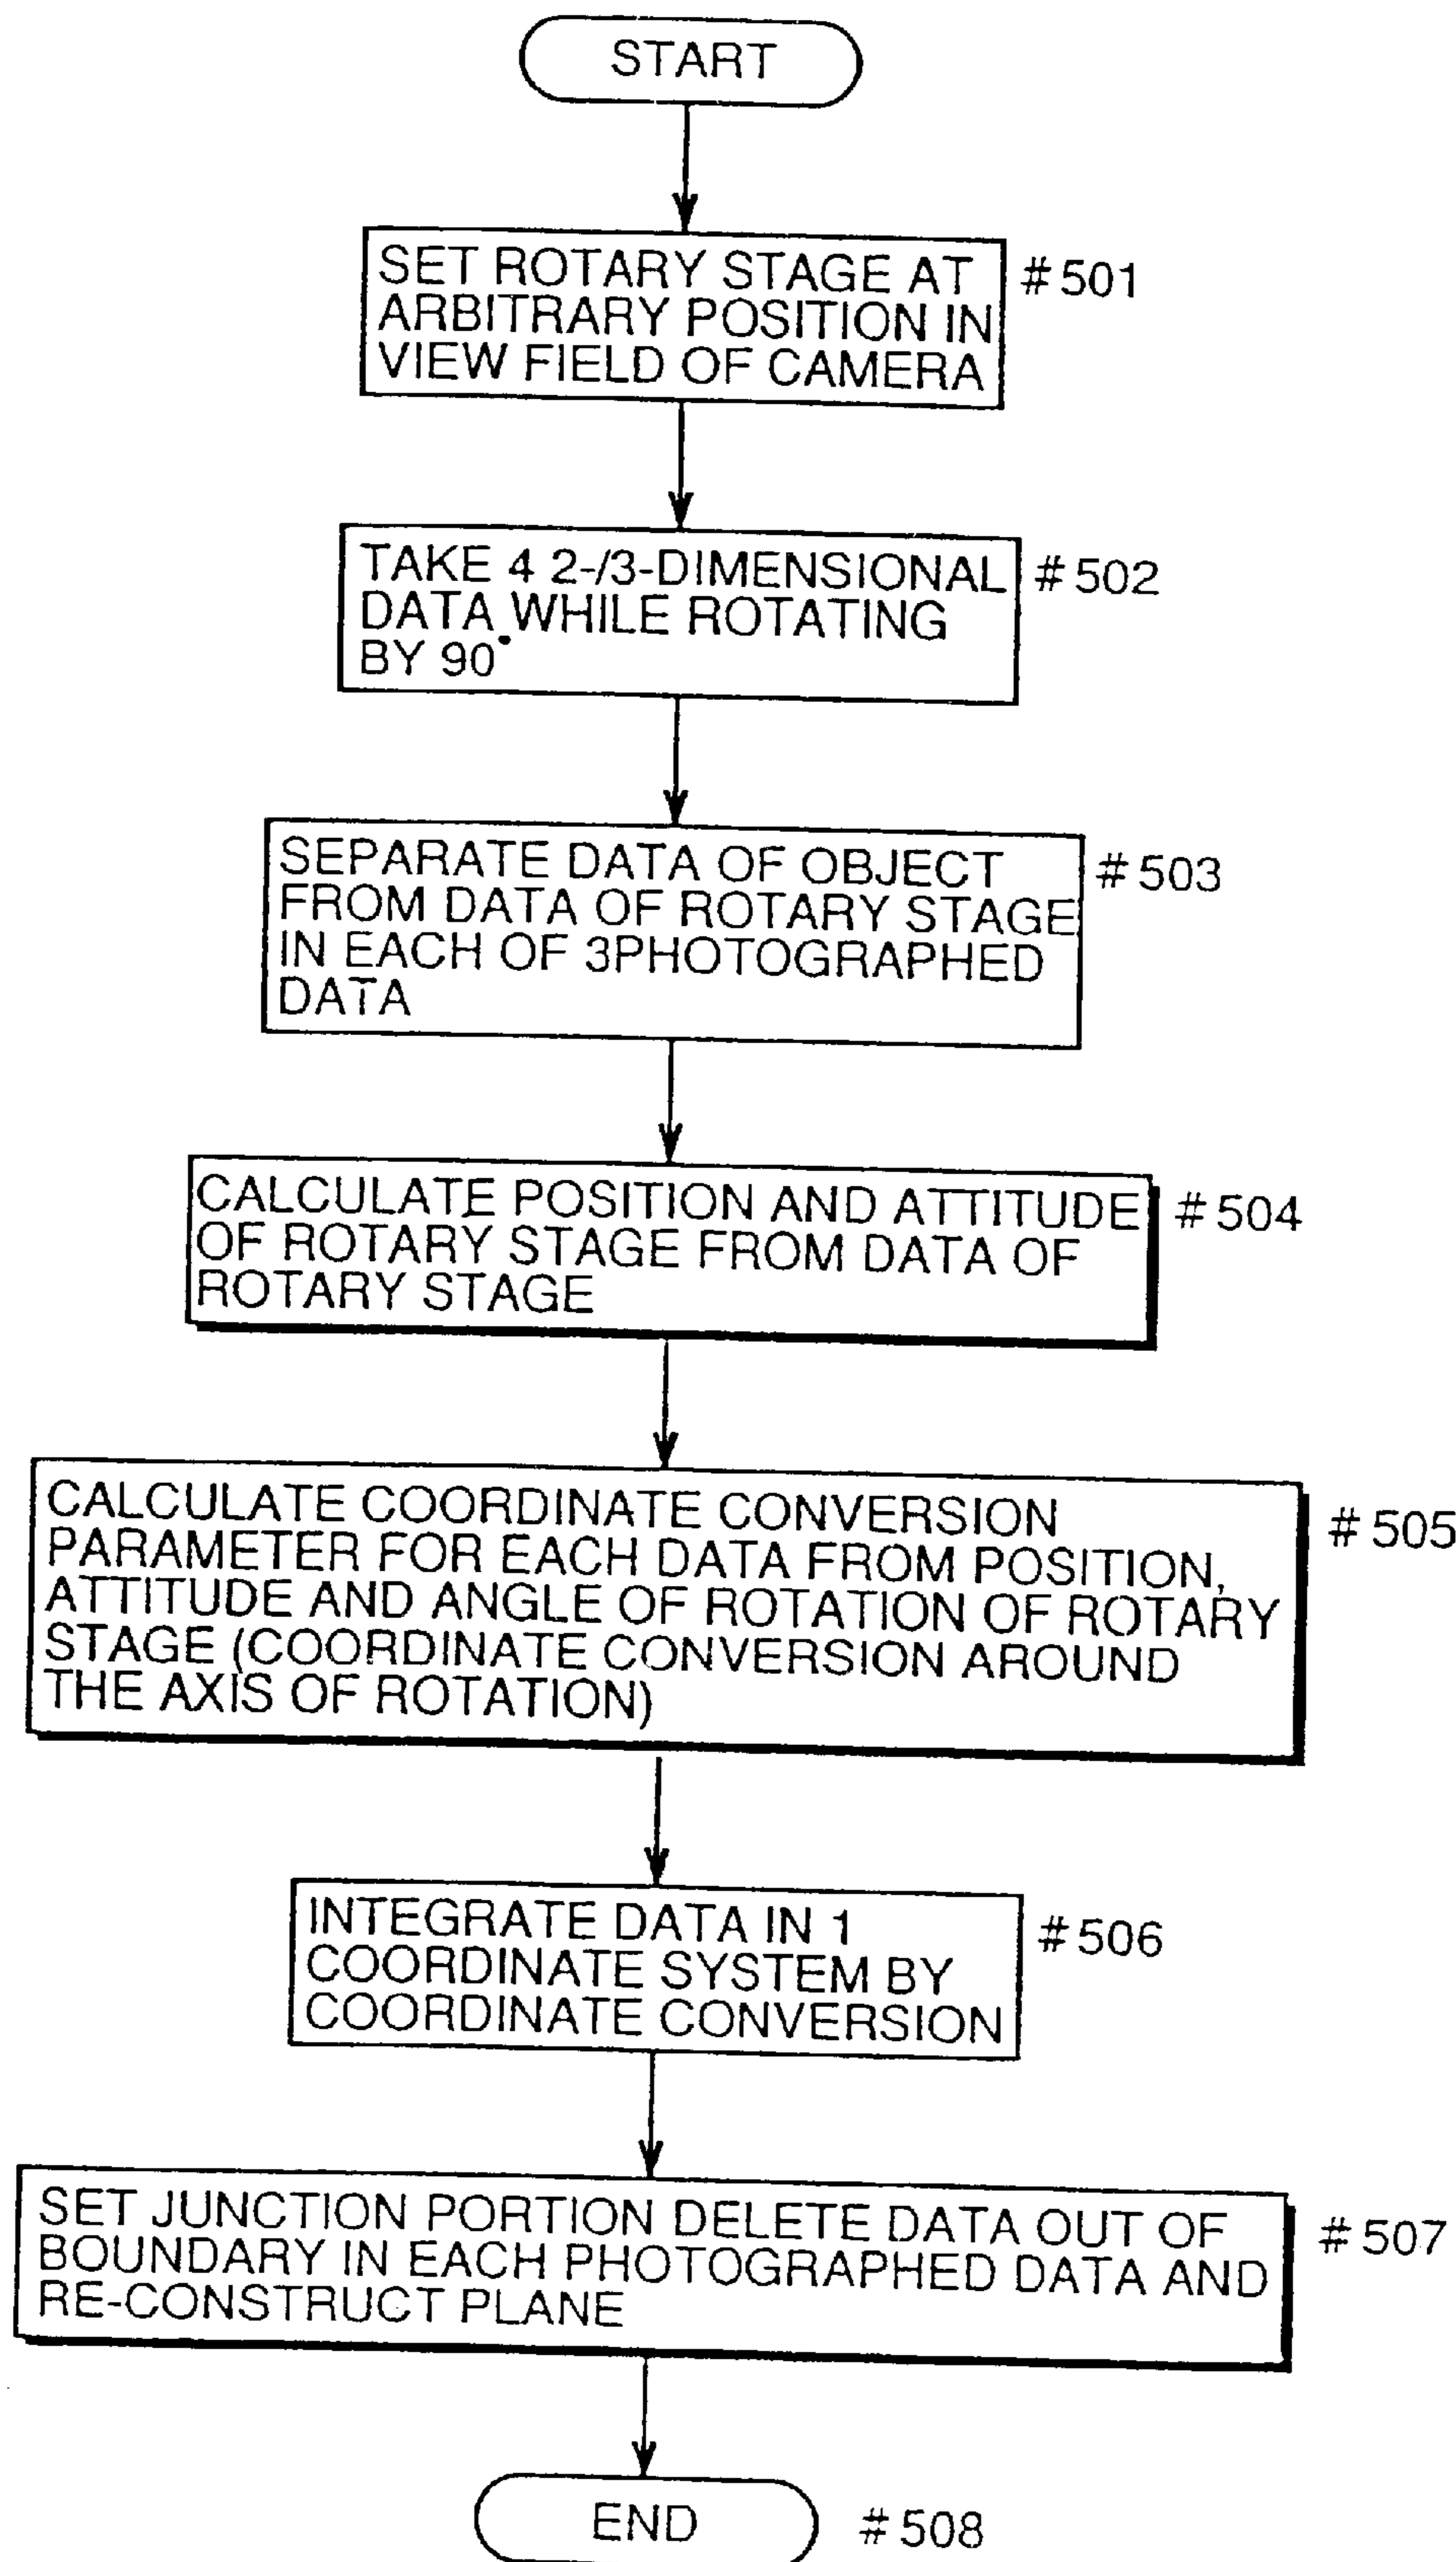 START
SET ROTARY STAGE AT
ARBITRARY POSITION IN
VIEW FIELD OF CAMERA
#501
TAKE 4 2-/3-DIMENSIONAL
DATA WHILE ROTATING
BY 90°
#502
SEPARATE DATA OF OBJECT
FROM DATA OF ROTARY STAGE
IN EACH OF 3PHOTOGRAPHED
DATA
#503
CALCULATE POSITION AND ATTITUDE
OF ROTARY STAGE FROM DATA OF
ROTARY STAGE
#504
CALCULATE COORDINATE CONVERSION
PARAMETER FOR EACH DATA FROM POSITION,
ATTITUDE AND ANGLE OF ROTATION OF ROTARY
STAGE (COORDINATE CONVERSION AROUND
THE AXIS OF ROTATION)
#505
INTEGRATE DATA IN 1
COORDINATE SYSTEM BY
COORDINATE CONVERSION
#506
SET JUNCTION PORTION DELETE DATA OUT OF
BOUNDARY IN EACH PHOTOGRAPHED DATA AND
RE-CONSTRUCT PLANE
#507
END
#508